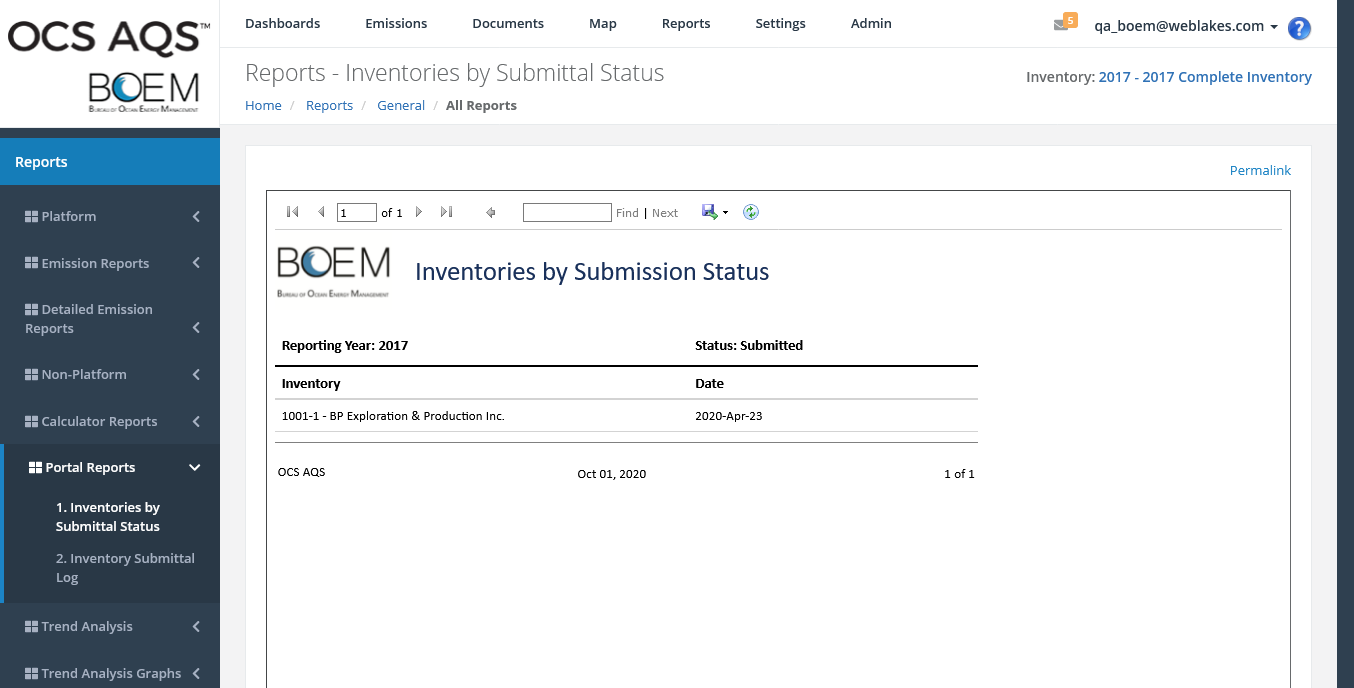 OCS AQS™
BOEM
BUREAU OF OCEAN ENERGY MANAGEMENT
Dashboards Emissions Documents Map Reports Settings Admin 5 qa_boem@weblakes.com ?
Reports - Inventories by Submittal Status
Inventory: 2017 - 2017 Complete Inventory
Home / Reports / General / All Reports
Reports
Platform
Emission Reports
Detailed Emission
Reports
Non-Platform
Calculator Reports
Portal Reports
1. Inventories by
Submittal Status
2. Inventory Submittal
Log
Trend Analysis
Trend Analysis Graphs
Permalink
1 of 1 Find | Next
BOEM
BUREAU OF OCEAN ENERGY MANAGEMENT
Inventories by Submission Status
Reporting Year: 2017 Status: Submitted
Inventory Date
1001-1 - BP Exploration & Production Inc. 2020-Apr-23
OCS AQS Oct 01, 2020 1 of 1